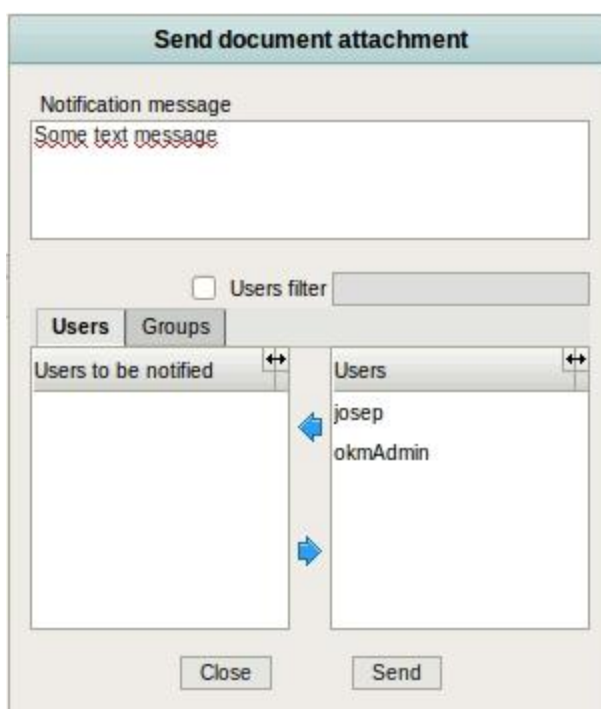 Send document attachment
Notification message
Some text message
Users filter
Users Groups
Users to be notified Users
josep
okmAdmin
Close Send